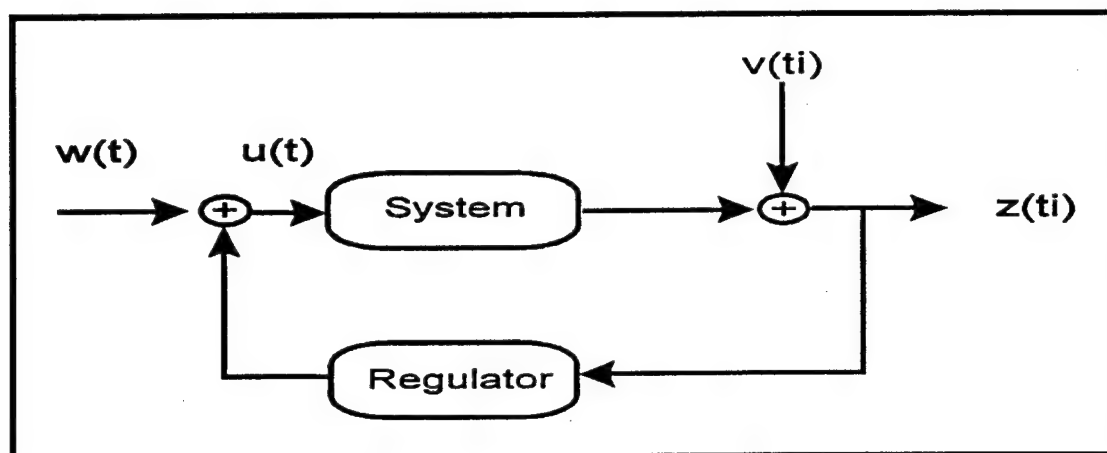 v(ti)
w(t)
u(t)
+
System
+
z(ti)
Regulator